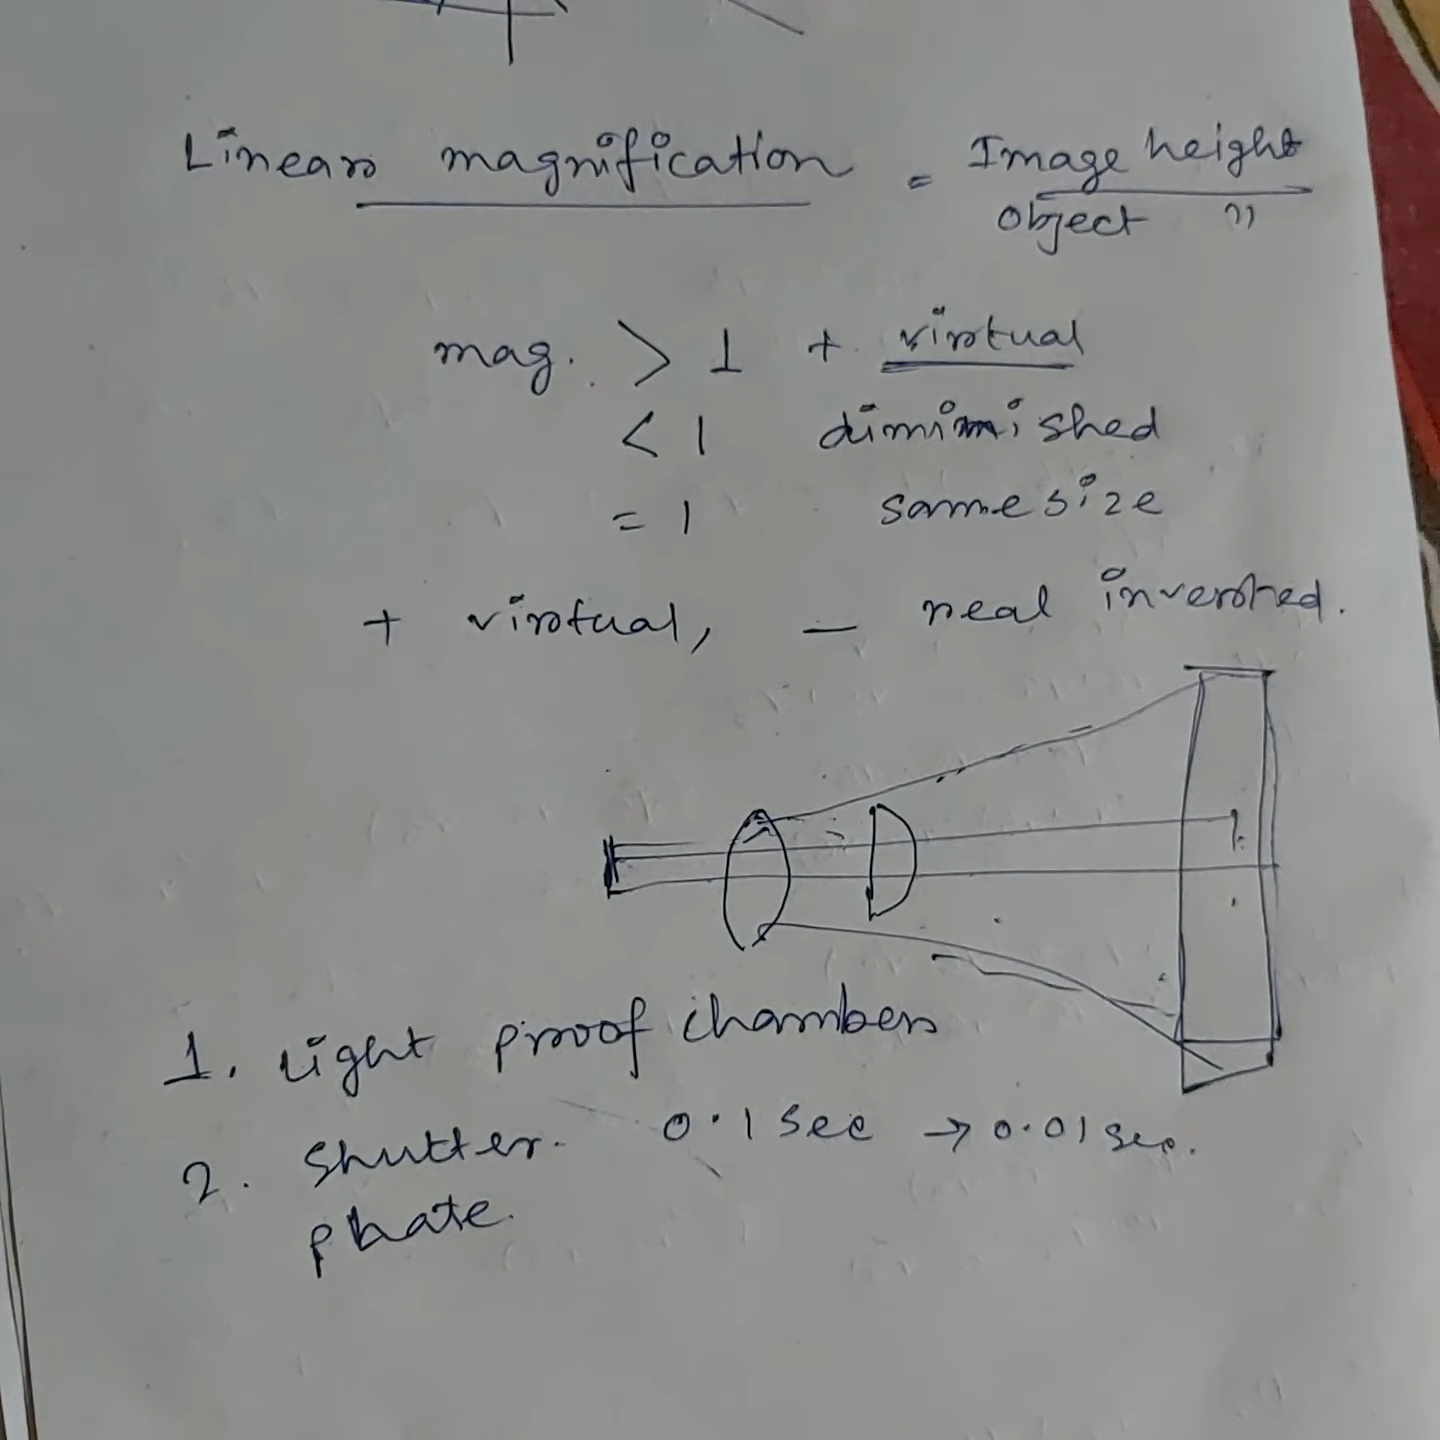 Linear magnification = Image height
object "
mag. > 1 + virtual
< 1 diminished
= 1 same size
+ virtual, — real inverted.
1. Light proof chamber
2. Shutter. 0.1 sec → 0.01 sec.
plate.